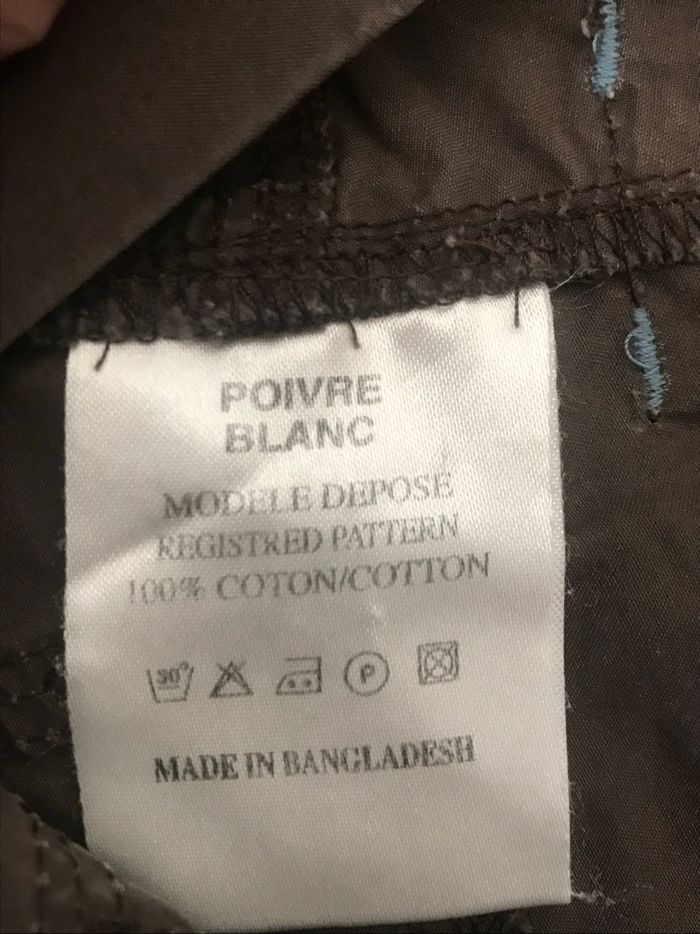 POIVRE
BLANC
MODELE DEPOSE
REGISTRED PATTERN
100% COTON/COTTON
30° P
MADE IN BANGLADESH